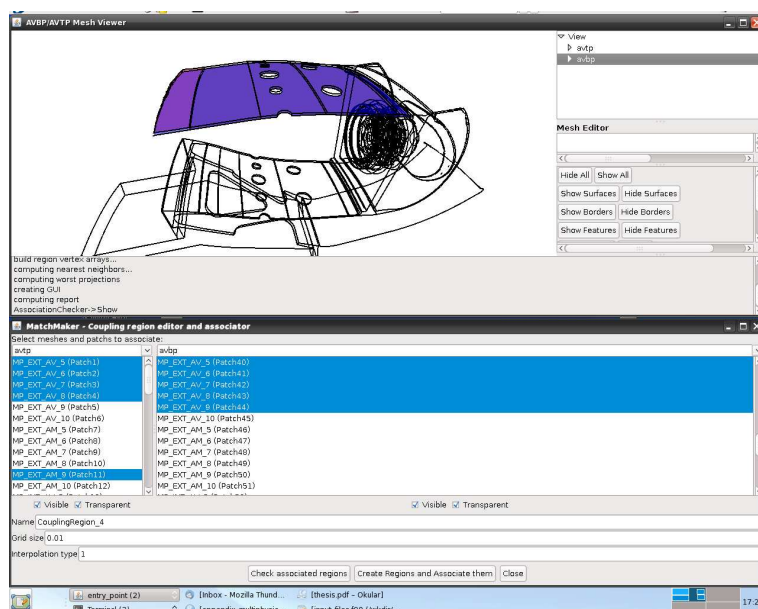 AVBP/AVTP Mesh Viewer
View
avtp
avbp
Mesh Editor
Hide All Show All
Show Surfaces Hide Surfaces
Show Borders Hide Borders
Show Features Hide Features
build region vertex arrays...
computing nearest neighbors...
computing worst projections
creating GUI
computing report
AssociationChecker->Show
MatchMaker - Coupling region editor and associator
Select meshes and patchs to associate:
avtp avbp
MP_EXT_AV_5 (Patch1) MP_EXT_AV_5 (Patch40)
MP_EXT_AV_6 (Patch2) MP_EXT_AV_6 (Patch41)
MP_EXT_AV_7 (Patch3) MP_EXT_AV_7 (Patch42)
MP_EXT_AV_8 (Patch4) MP_EXT_AV_8 (Patch43)
MP_EXT_AV_9 (Patch5) MP_EXT_AV_9 (Patch44)
MP_EXT_AV_10 (Patch6) MP_EXT_AV_10 (Patch45)
MP_EXT_AM_5 (Patch7) MP_EXT_AM_5 (Patch46)
MP_EXT_AM_6 (Patch8) MP_EXT_AM_6 (Patch47)
MP_EXT_AM_7 (Patch9) MP_EXT_AM_7 (Patch48)
MP_EXT_AM_8 (Patch10) MP_EXT_AM_8 (Patch49)
MP_EXT_AM_9 (Patch11) MP_EXT_AM_9 (Patch50)
MP_EXT_AM_10 (Patch12) MP_EXT_AM_10 (Patch51)
Visible Transparent Visible Transparent
Name CouplingRegion_4
Grid size 0.01
Interpolation type 1
Check associated regions Create Regions and Associate them Close
entry_point (2) [Inbox - Mozilla Thund... [thesis.pdf - Okular]
17:2